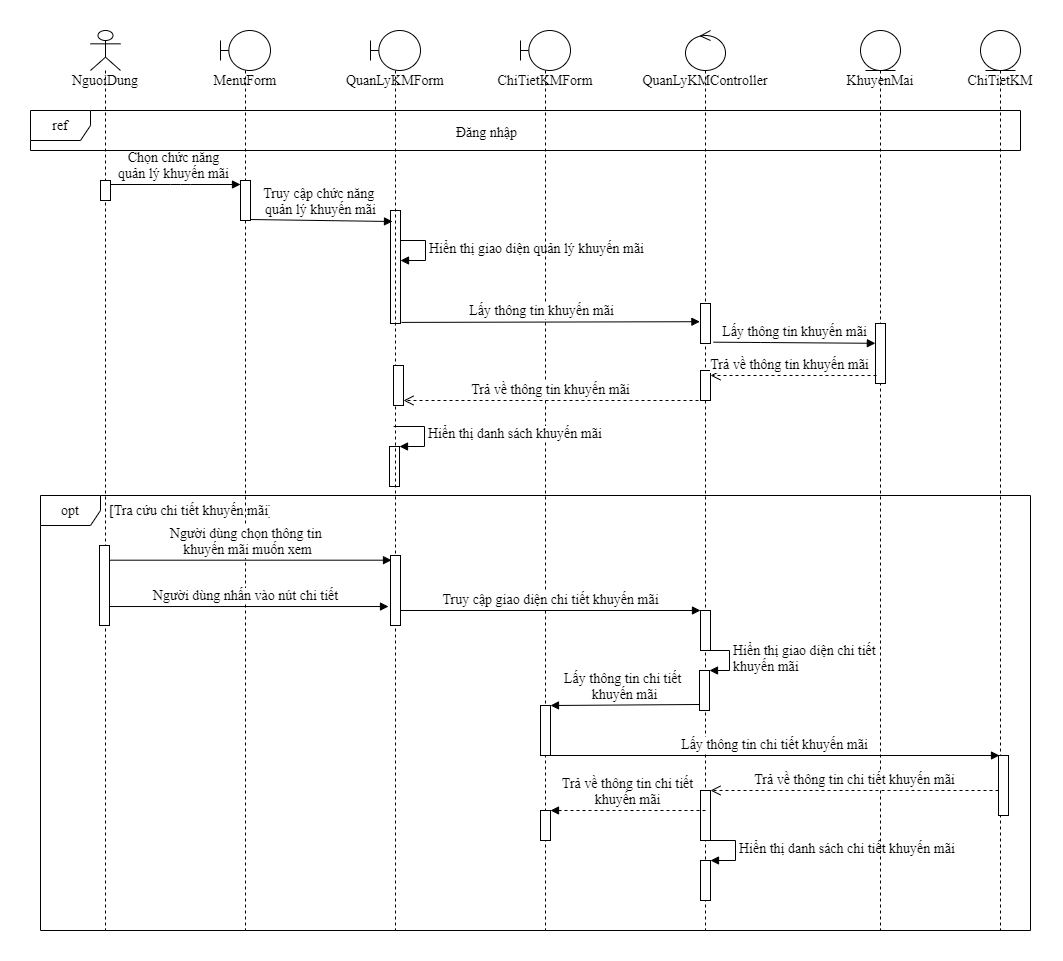 NguoiDung
MenuForm
QuanLyKMForm
ChiTietKMForm
QuanLyKMController
KhuyenMai
ChiTietKM
ref
Đăng nhập
Chọn chức năng
quản lý khuyến mãi
Truy cập chức năng
quản lý khuyến mãi
Hiển thị giao diện quản lý khuyến mãi
Lấy thông tin khuyến mãi
Lấy thông tin khuyến mãi
Trả về thông tin khuyến mãi
Trả về thông tin khuyến mãi
Hiển thị danh sách khuyến mãi
opt
[Tra cứu chi tiết khuyến mãi]
Người dùng chọn thông tin
khuyến mãi muốn xem
Người dùng nhấn vào nút chi tiết
Truy cập giao diện chi tiết khuyến mãi
Hiển thị giao diện chi tiết
khuyến mãi
Lấy thông tin chi tiết
khuyến mãi
Lấy thông tin chi tiết khuyến mãi
Trả về thông tin chi tiết khuyến mãi
Trả về thông tin chi tiết
khuyến mãi
Hiển thị danh sách chi tiết khuyến mãi